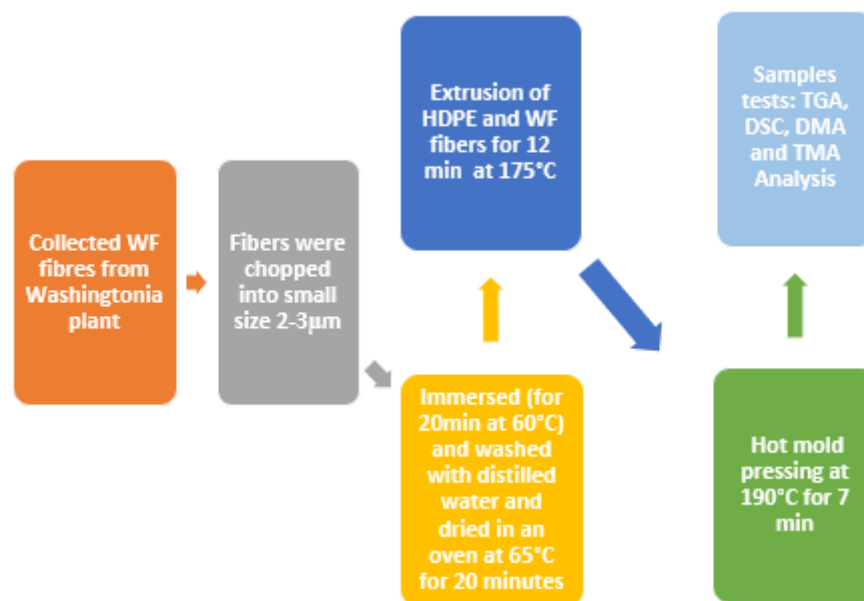 Collected WF
fibres from
Washingtonia
plant
Fibers were
chopped
into small
size 2-3μm
Immersed (for
20min at 60°C)
and washed
with distilled
water and
dried in an
oven at 65°C
for 20 minutes
Extrusion of
HDPE and WF
fibers for 12
min at 175°C
Hot mold
pressing at
190°C for 7
min
Samples
tests: TGA,
DSC, DMA
and TMA
Analysis